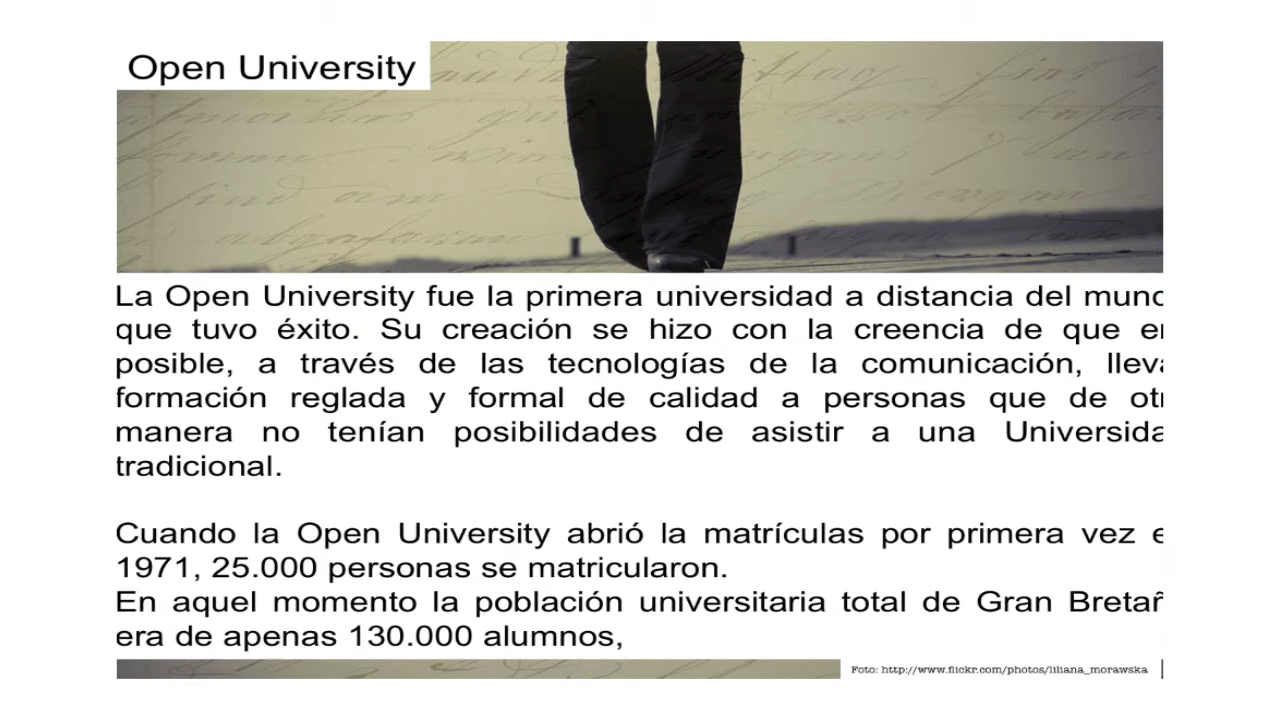 Open University
La Open University fue la primera universidad a distancia del mund
que tuvo éxito. Su creación se hizo con la creencia de que er
posible, a través de las tecnologías de la comunicación, lleva
formación reglada y formal de calidad a personas que de otr
manera no tenían posibilidades de asistir a una Universida
tradicional.
Cuando la Open University abrió la matrículas por primera vez e
1971, 25.000 personas se matricularon.
En aquel momento la población universitaria total de Gran Bretañ
era de apenas 130.000 alumnos,
Foto: http://www.flickr.com/photos/liliana_morawska